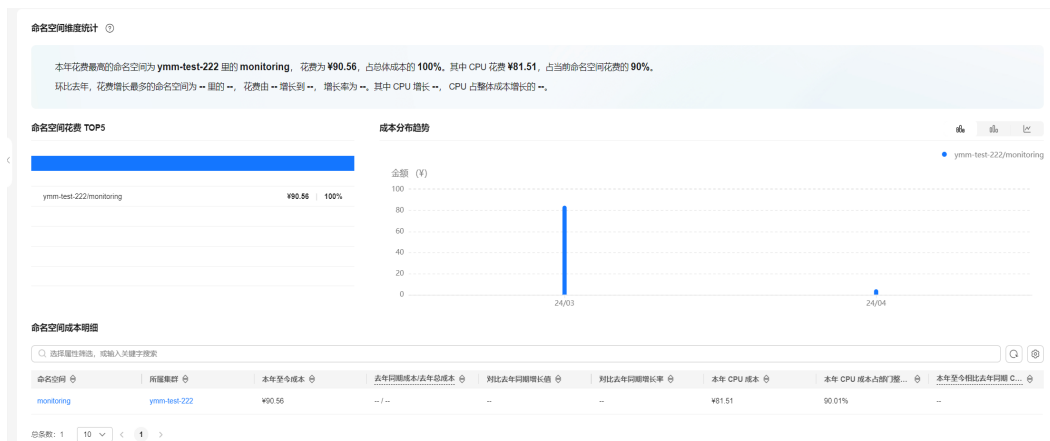 命名空间维度统计
本年花费最高的命名空间为 ymm-test-222 里的 monitoring， 花费为 ¥90.56，占总体成本的 100%。其中 CPU 花费 ¥81.51，占当前命名空间花费的 90%。
环比去年，花费增长最多的命名空间为 -- 里的 --， 花费由 -- 增长到 --， 增长率为 --。其中 CPU 增长 --， CPU 占整体成本增长的 --。
命名空间花费 TOP5
成本分布趋势
ymm-test-222/monitoring
金额 (¥)
ymm-test-222/monitoring ¥90.56 100%
100
80
60
40
20
0
24/03 24/04
命名空间成本明细
选择属性筛选，或输入关键字搜索
命名空间 所属集群 本年至今成本 去年同期成本/去年总成本 对比去年同期增长值 对比去年同期增长率 本年 CPU 成本 本年 CPU 成本占部门整... 本年至今相比去年同期 C...
monitoring ymm-test-222 ¥90.56 -- / -- -- -- ¥81.51 90.01% --
总条数：1 10 1